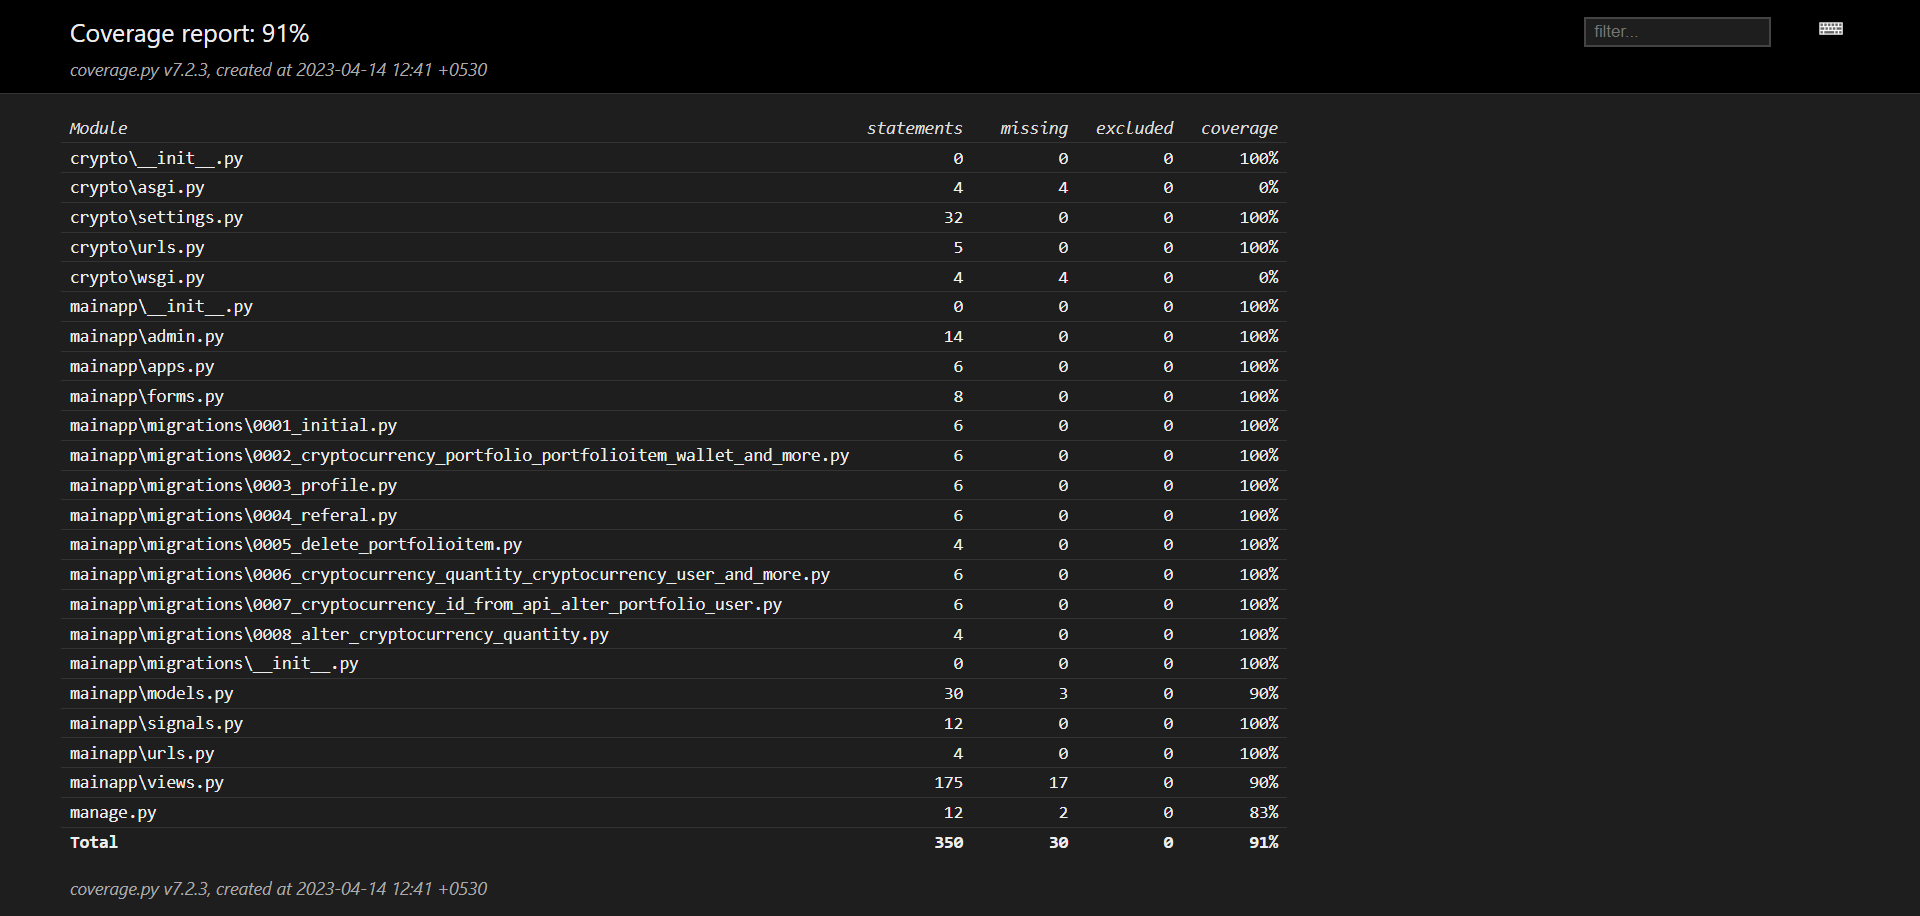 Coverage report: 91%
filter...
coverage.py v7.2.3, created at 2023-04-14 12:41 +0530
Module statements missing excluded coverage
crypto\__init__.py 0 0 0 100%
crypto\asgi.py 4 4 0 0%
crypto\settings.py 32 0 0 100%
crypto\urls.py 5 0 0 100%
crypto\wsgi.py 4 4 0 0%
mainapp\__init__.py 0 0 0 100%
mainapp\admin.py 14 0 0 100%
mainapp\apps.py 6 0 0 100%
mainapp\forms.py 8 0 0 100%
mainapp\migrations\0001_initial.py 6 0 0 100%
mainapp\migrations\0002_cryptocurrency_portfolio_portfolioitem_wallet_and_more.py 6 0 0 100%
mainapp\migrations\0003_profile.py 6 0 0 100%
mainapp\migrations\0004_referal.py 6 0 0 100%
mainapp\migrations\0005_delete_portfolioitem.py 4 0 0 100%
mainapp\migrations\0006_cryptocurrency_quantity_cryptocurrency_user_and_more.py 6 0 0 100%
mainapp\migrations\0007_cryptocurrency_id_from_api_alter_portfolio_user.py 6 0 0 100%
mainapp\migrations\0008_alter_cryptocurrency_quantity.py 4 0 0 100%
mainapp\migrations\__init__.py 0 0 0 100%
mainapp\models.py 30 3 0 90%
mainapp\signals.py 12 0 0 100%
mainapp\urls.py 4 0 0 100%
mainapp\views.py 175 17 0 90%
manage.py 12 2 0 83%
Total 350 30 0 91%
coverage.py v7.2.3, created at 2023-04-14 12:41 +0530